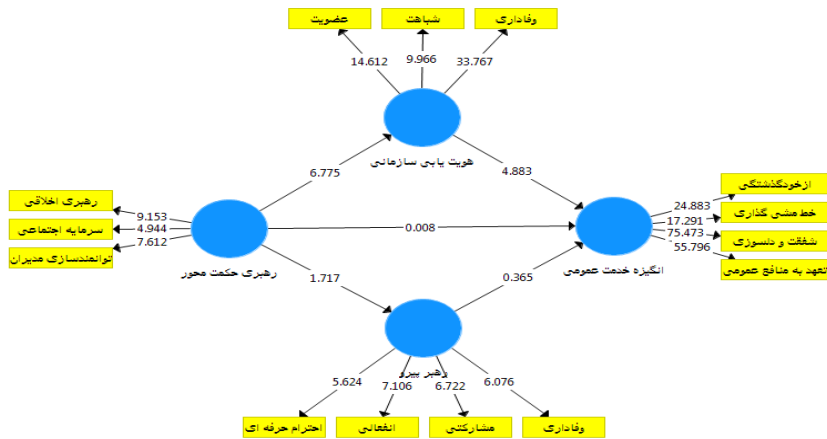 عضویت
شباهت
وفاداری
14.612
9.966
33.767
هویت یابی سازمانی
6.775
4.883
رهبری اخلاقی
سرمایه اجتماعی
توانمندسازی مدیران
9.153
4.944
7.612
رهبری حکمت محور
0.008
انگیزه خدمت عمومی
24.883
17.291
75.473
55.796
ازخودگذشتگی
خط مشی گذاری
شفقت و دلسوزی
تعهد به منافع عمومی
1.717
0.365
رهبر پیرو
5.624
7.106
6.722
6.076
احترام حرفه ای
انفعالی
مشارکتی
وفاداری